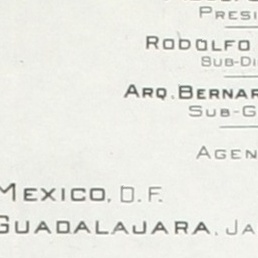 PRESI
RODOLFO
SUB-DI
ARQ. BERNAR
SUB-G
AGEN
MEXICO, D.F.
GUADALAJARA, JA